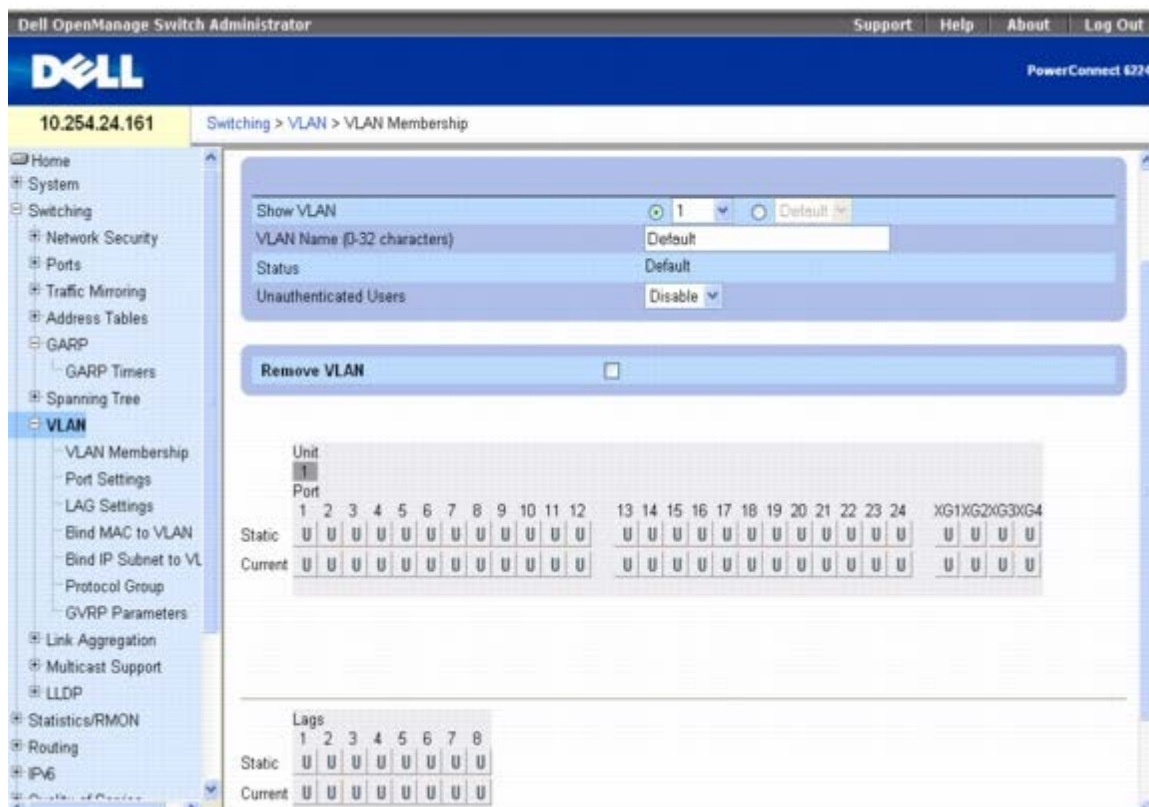 Dell OpenManage Switch Administrator
Support Help About Log Out
DELL
PowerConnect 6224
10.254.24.161
Switching > VLAN > VLAN Membership
Home
System
Switching
Network Security
Ports
Traffic Mirroring
Address Tables
GARP
GARP Timers
Spanning Tree
VLAN
VLAN Membership
Port Settings
LAG Settings
Bind MAC to VLAN
Bind IP Subnet to VL
Protocol Group
GVRP Parameters
Link Aggregation
Multicast Support
LLDP
Statistics/RMON
Routing
IPv6
Show VLAN 1 Default
VLAN Name (0-32 characters) Default
Status Default
Unauthenticated Users Disable
Remove VLAN
Unit
1
Port
1 2 3 4 5 6 7 8 9 10 11 12 13 14 15 16 17 18 19 20 21 22 23 24 XG1XG2XG3XG4
Static U U U U U U U U U U U U U U U U U U U U U U U U U U U U
Current U U U U U U U U U U U U U U U U U U U U U U U U U U U U
Lags
1 2 3 4 5 6 7 8
Static U U U U U U U U
Current U U U U U U U U